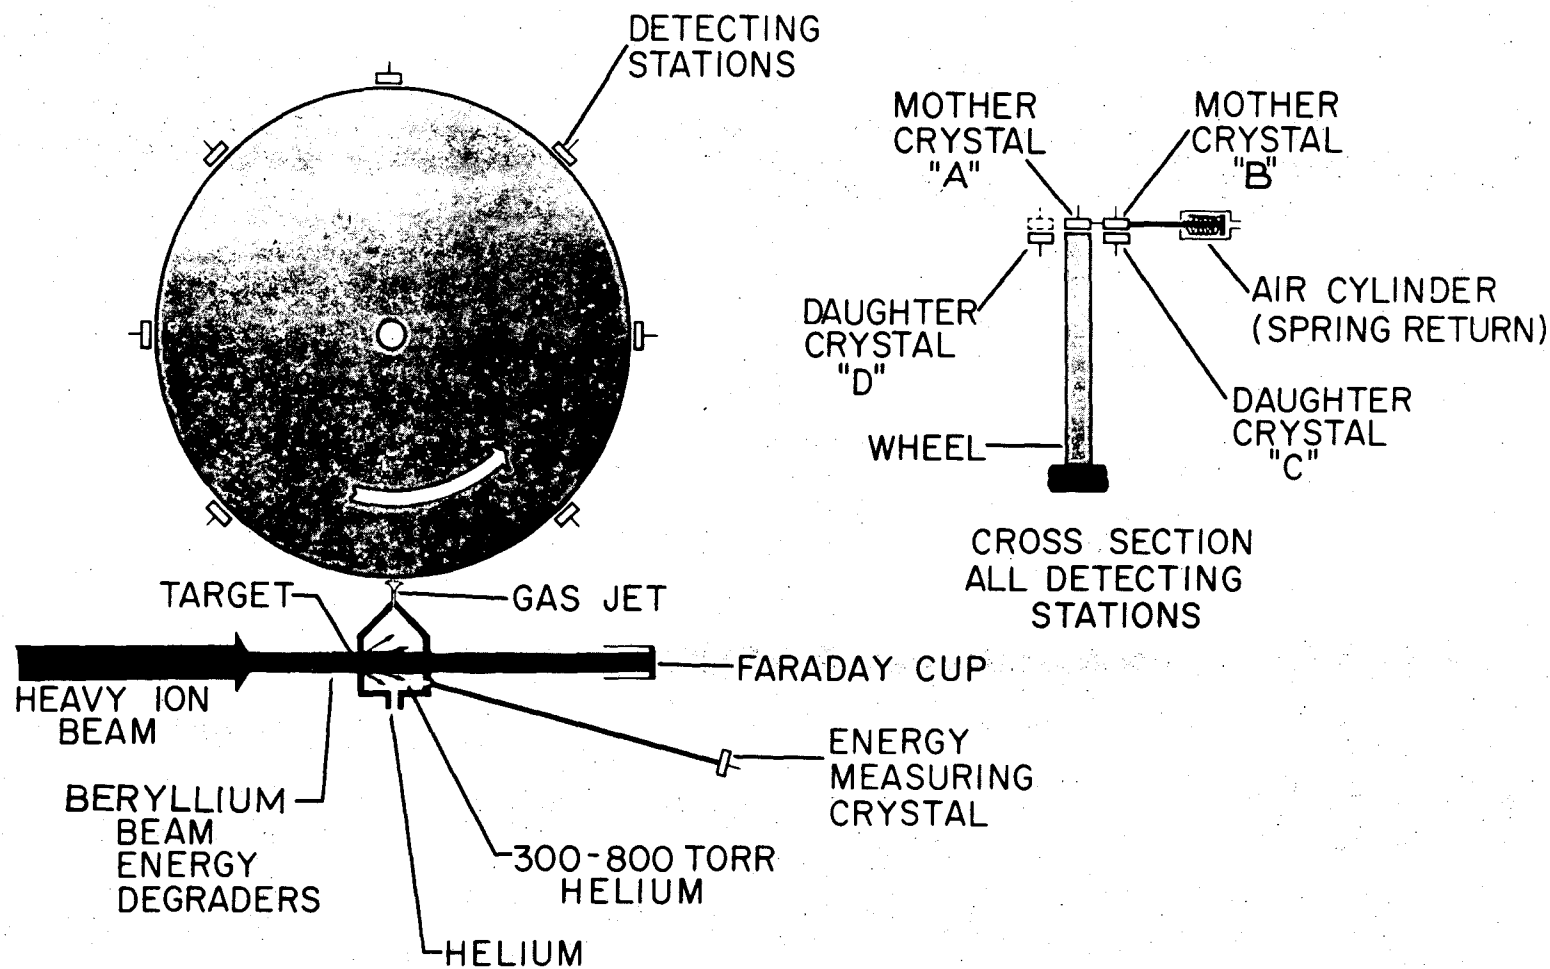 DETECTING
STATIONS
MOTHER
CRYSTAL
"A"
MOTHER
CRYSTAL
"B"
AIR CYLINDER
(SPRING RETURN)
DAUGHTER
CRYSTAL
"D"
DAUGHTER
CRYSTAL
"C"
WHEEL
CROSS SECTION
ALL DETECTING
STATIONS
TARGET
GAS JET
FARADAY CUP
HEAVY ION
BEAM
ENERGY
MEASURING
CRYSTAL
BERYLLIUM
BEAM
ENERGY
DEGRADERS
300-800 TORR
HELIUM
HELIUM